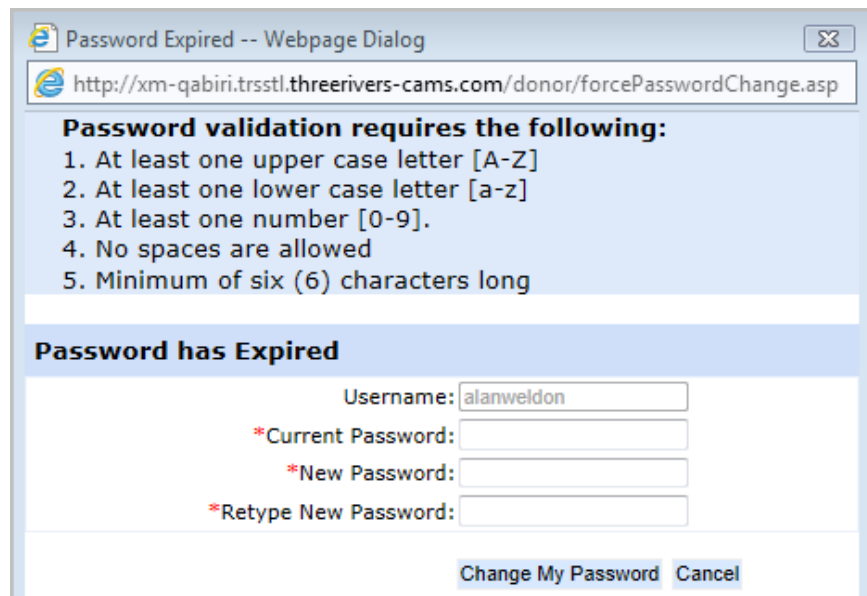 Password Expired -- Webpage Dialog
http://xm-qabiri.trsstl.threerivers-cams.com/donor/forcePasswordChange.asp
Password validation requires the following:
1. At least one upper case letter [A-Z]
2. At least one lower case letter [a-z]
3. At least one number [0-9].
4. No spaces are allowed
5. Minimum of six (6) characters long
Password has Expired
Username: alanweldon
*Current Password:
*New Password:
*Retype New Password:
Change My Password Cancel